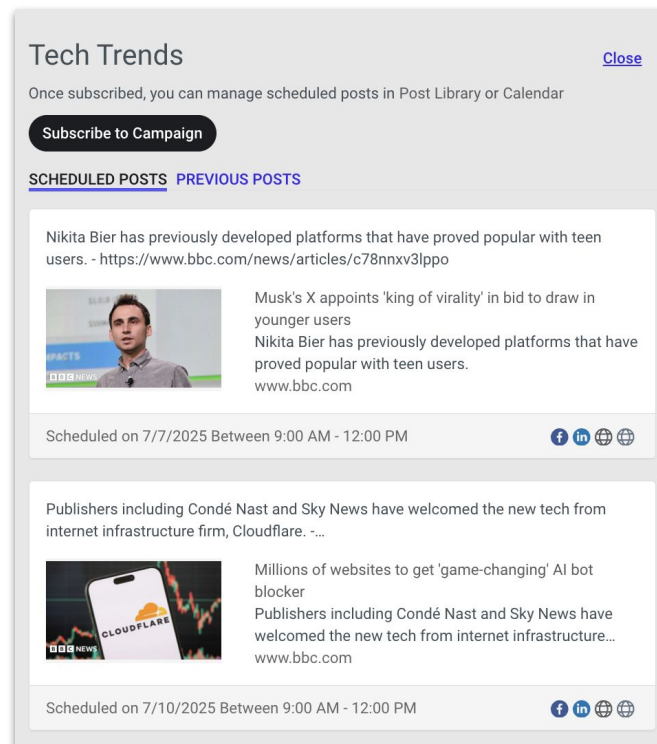 Tech Trends
Close
Once subscribed, you can manage scheduled posts in Post Library or Calendar
Subscribe to Campaign
SCHEDULED POSTS PREVIOUS POSTS
Nikita Bier has previously developed platforms that have proved popular with teen
users. - https://www.bbc.com/news/articles/c78nnxv3lppo
BBC NEWS
Musk's X appoints 'king of virality' in bid to draw in
younger users
Nikita Bier has previously developed platforms that have
proved popular with teen users.
www.bbc.com
Scheduled on 7/7/2025 Between 9:00 AM - 12:00 PM
Publishers including Condé Nast and Sky News have welcomed the new tech from
internet infrastructure firm, Cloudflare. -...
CLOUDFLARE
BBC NEWS
Millions of websites to get 'game-changing' AI bot
blocker
Publishers including Condé Nast and Sky News have
welcomed the new tech from internet infrastructure...
www.bbc.com
Scheduled on 7/10/2025 Between 9:00 AM - 12:00 PM